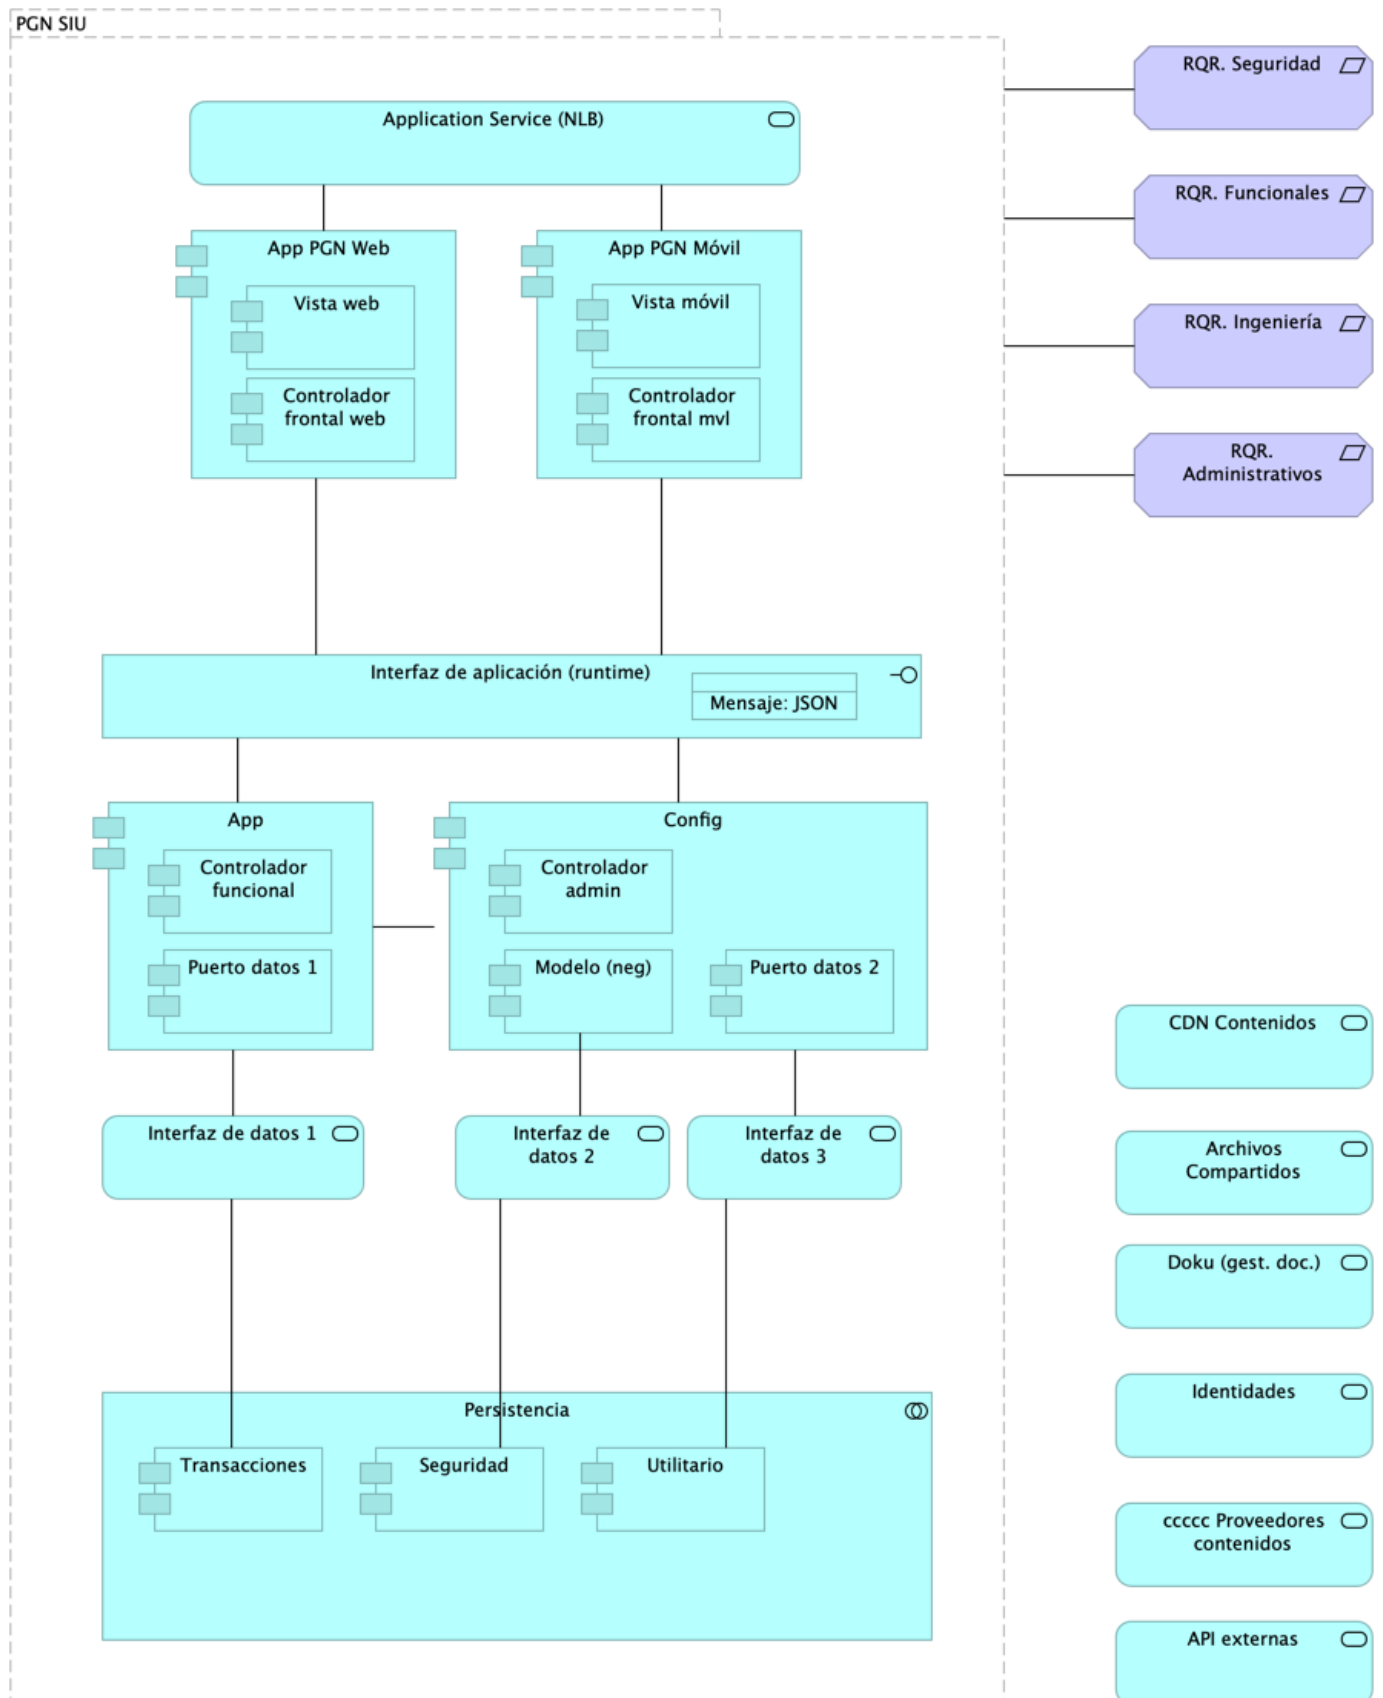 PGN SIU
RQR. Seguridad
Application Service (NLB)
RQR. Funcionales
App PGN Web
App PGN Móvil
Vista web
Vista móvil
RQR. Ingeniería
Controlador
frontal web
Controlador
frontal mvl
RQR.
Administrativos
Interfaz de aplicación (runtime)
Mensaje: JSON
App
Config
Controlador
funcional
Controlador
admin
Puerto datos 1
Modelo (neg)
Puerto datos 2
CDN Contenidos
Interfaz de datos 1
Interfaz de
datos 2
Interfaz de
datos 3
Archivos
Compartidos
Doku (gest. doc.)
Identidades
Persistencia
Transacciones
Seguridad
Utilitario
ccccc Proveedores
contenidos
API externas